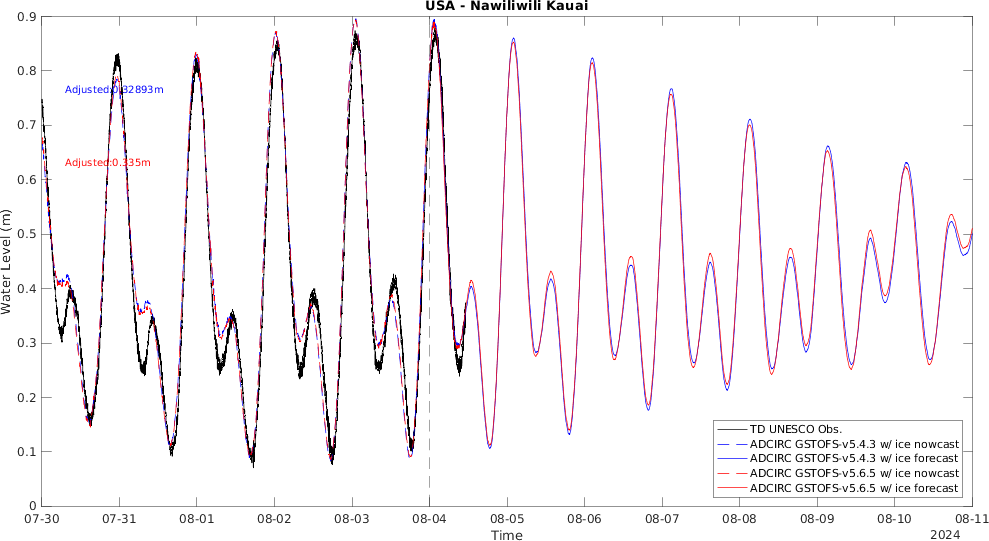 USA - Nawiliwili Kauai
0.9
0.8
0.7
0.6
0.5
0.4
0.3
0.2
0.1
0
Water Level (m)
Adjusted:0.32893m
Adjusted:0.335m
TD UNESCO Obs.
ADCIRC GSTOFS-v5.4.3 w/ ice nowcast
ADCIRC GSTOFS-v5.4.3 w/ ice forecast
ADCIRC GSTOFS-v5.6.5 w/ ice nowcast
ADCIRC GSTOFS-v5.6.5 w/ ice forecast
07-30 07-31 08-01 08-02 08-03 08-04 08-05 08-06 08-07 08-08 08-09 08-10 08-11
Time
2024